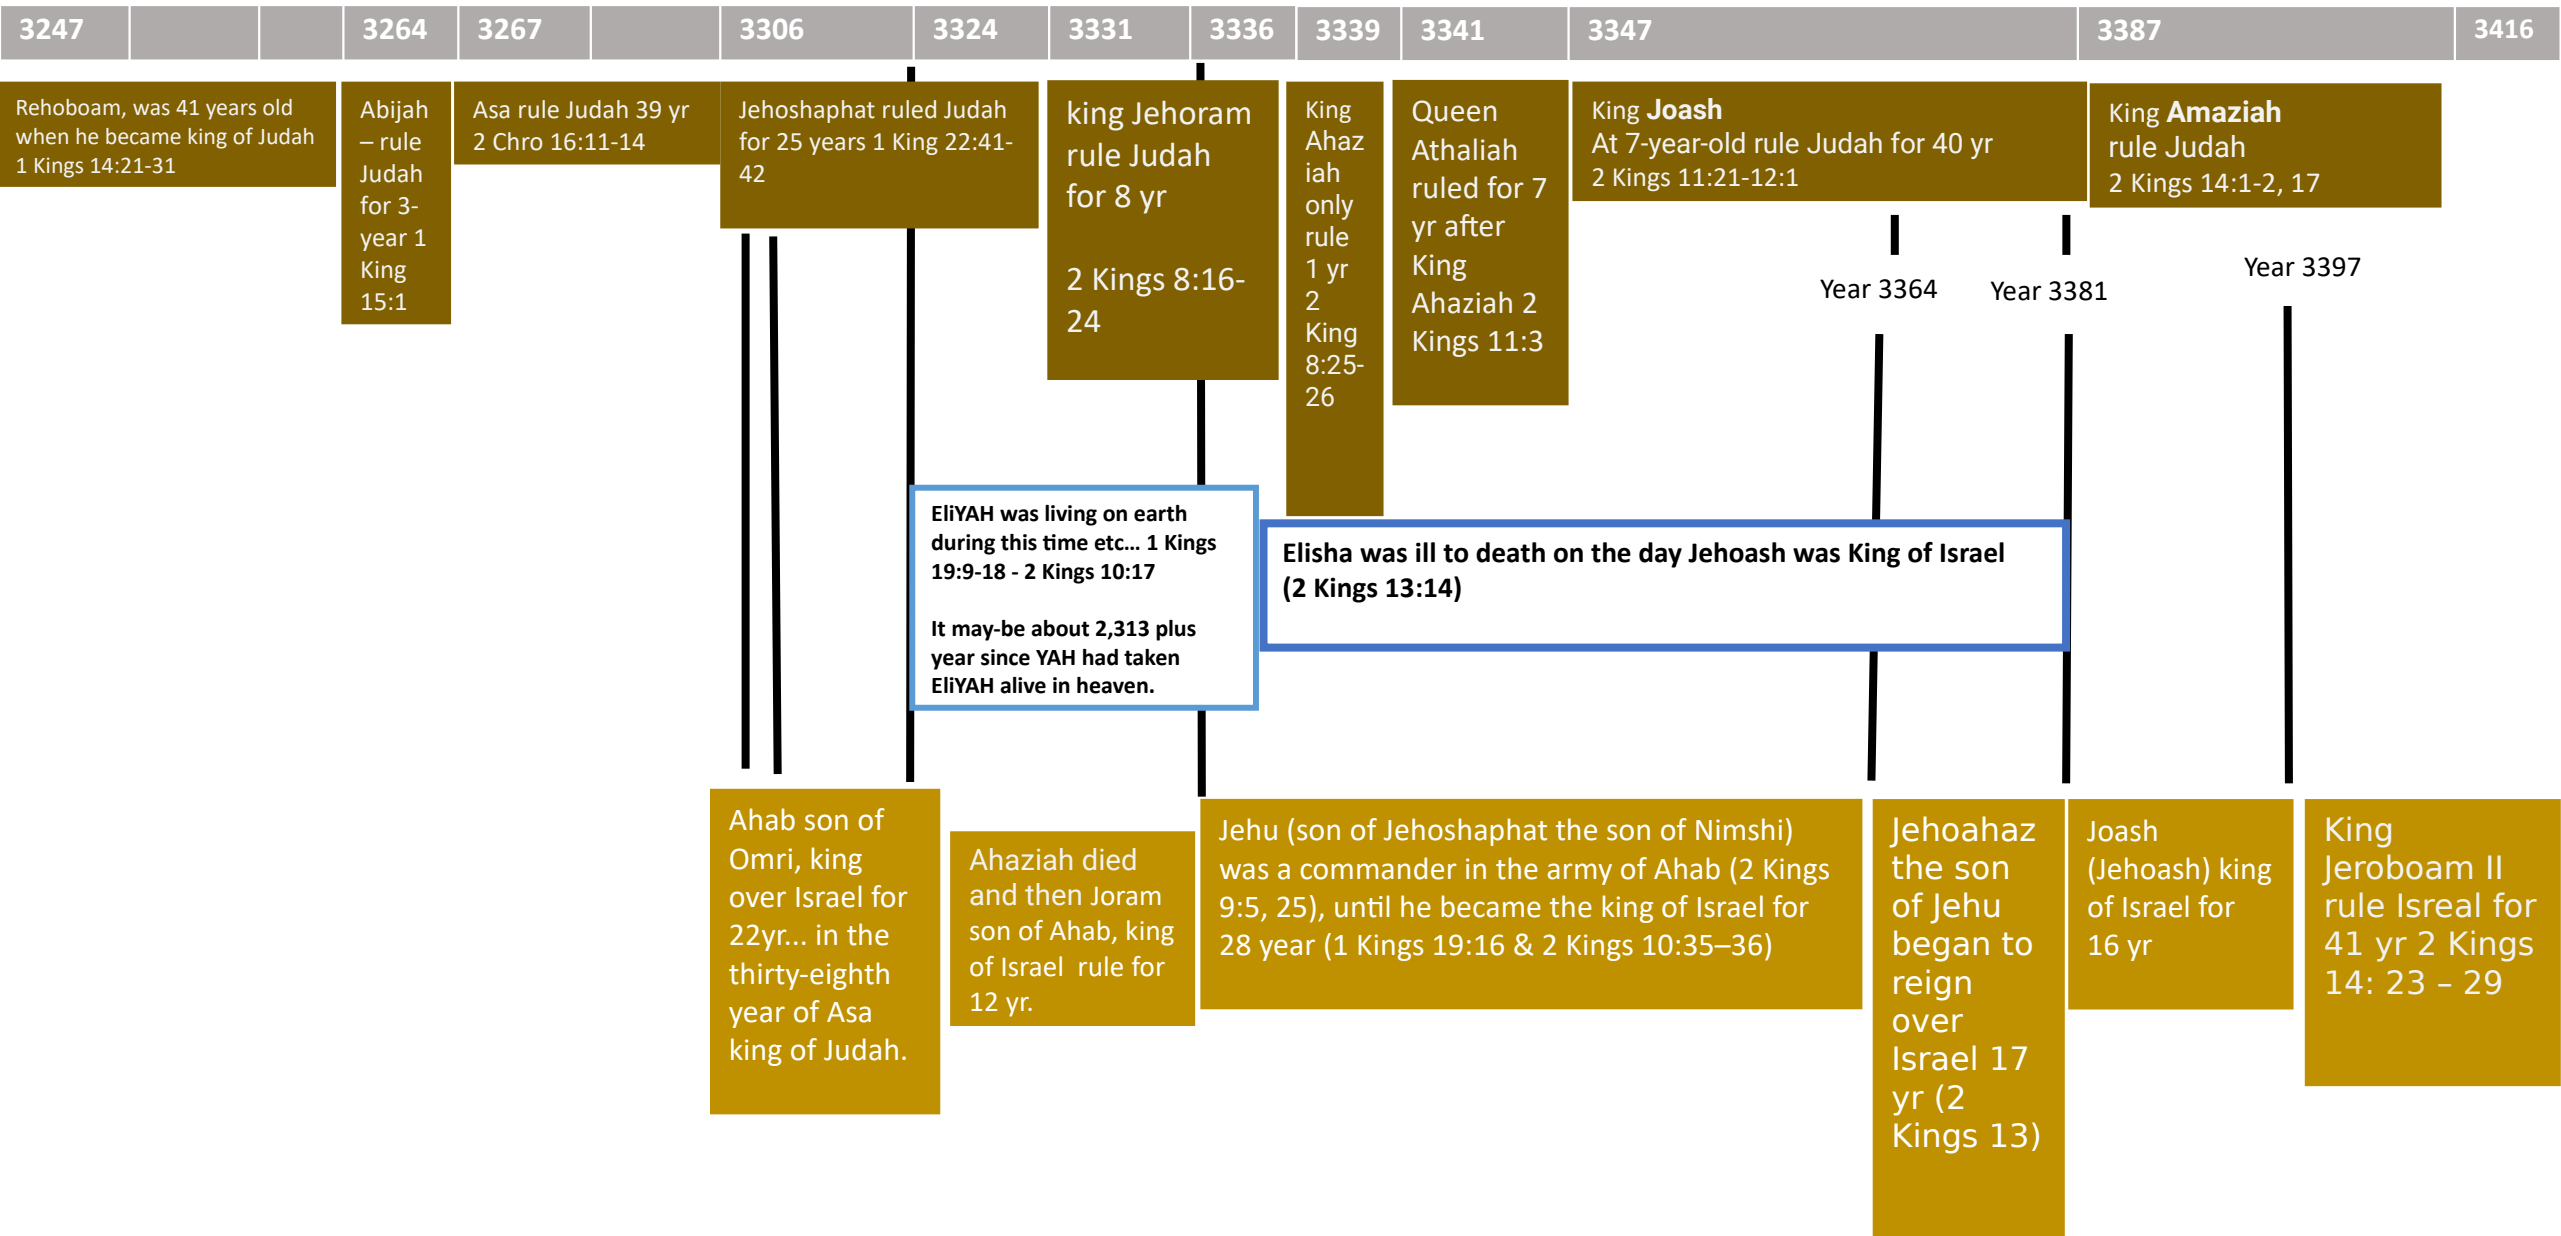 3247 3264 3267 3306 3324 3331 3336 3339 3341 3347 3387 3416
Rehoboam, was 41 years old
when he became king of Judah
1 Kings 14:21-31
Abijah
– rule
Judah
for 3-
year 1
King
15:1
Asa rule Judah 39 yr
2 Chro 16:11-14
Jehoshaphat ruled Judah
for 25 years 1 King 22:41-
42
king Jehoram
rule Judah
for 8 yr
2 Kings 8:16-
24
King
Ahaz
iah
only
rule
1 yr
2
King
8:25-
26
Queen
Athaliah
ruled for 7
yr after
King
Ahaziah 2
Kings 11:3
King Joash
At 7-year-old rule Judah for 40 yr
2 Kings 11:21-12:1
King Amaziah
rule Judah
2 Kings 14:1-2, 17
Year 3364
Year 3381
Year 3397
EliYAH was living on earth
during this time etc... 1 Kings
19:9-18 - 2 Kings 10:17
It may-be about 2,313 plus
year since YAH had taken
EliYAH alive in heaven.
Elisha was ill to death on the day Jehoash was King of Israel
(2 Kings 13:14)
Ahab son of
Omri, king
over Israel for
22yr... in the
thirty-eighth
year of Asa
king of Judah.
Ahaziah died
and then Joram
son of Ahab, king
of Israel rule for
12 yr.
Jehu (son of Jehoshaphat the son of Nimshi)
was a commander in the army of Ahab (2 Kings
9:5, 25), until he became the king of Israel for
28 year (1 Kings 19:16 & 2 Kings 10:35–36)
Jehoahaz
the son
of Jehu
began to
reign
over
Israel 17
yr (2
Kings 13)
Joash
(Jehoash) king
of Israel for
16 yr
King
Jeroboam II
rule Isreal for
41 yr 2 Kings
14: 23 – 29